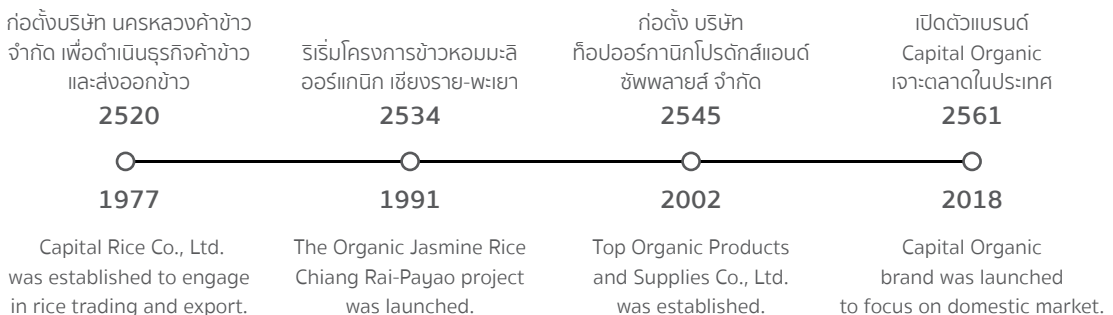 ก่อตั้งบริษัท นครหลวงค้าข้าว
จำกัด เพื่อดำเนินธุรกิจค้าข้าว
และส่งออกข้าว
2520
ริเริ่มโครงการข้าวหอมมะลิ
ออร์แกนิก เชียงราย-พะเยา
2534
ก่อตั้ง บริษัท
ท็อปออร์กานิกโปรดักส์แอนด์
ซัพพลายส์ จำกัด
2545
เปิดตัวแบรนด์
Capital Organic
เจาะตลาดในประเทศ
2561
1977
Capital Rice Co., Ltd.
was established to engage
in rice trading and export.
1991
The Organic Jasmine Rice
Chiang Rai-Payao project
was launched.
2002
Top Organic Products
and Supplies Co., Ltd.
was established.
2018
Capital Organic
brand was launched
to focus on domestic market.